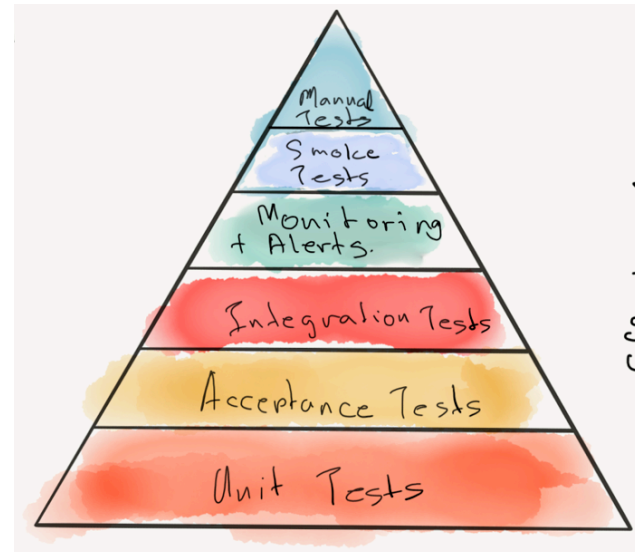 Manual
Tests
Smoke
Tests
Monitoring
+ Alerts.
Integration Tests
Acceptance Tests
Unit Tests